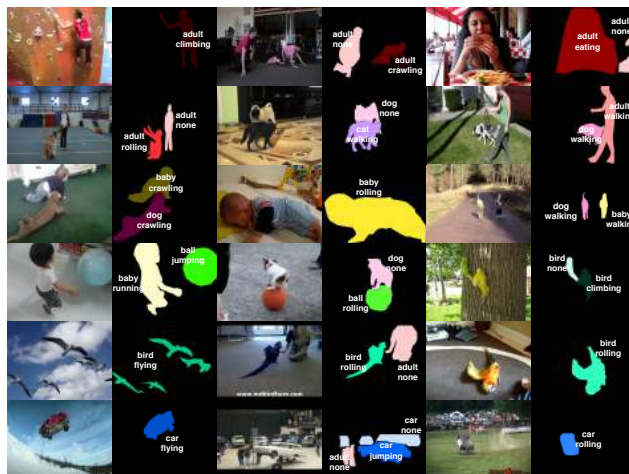 adult
climbing
adult
none
adult
crawling
adult
eating
adult
none
adult
rolling
adult
none
dog
none
cat
walking
dog
walking
adult
walking
baby
crawling
dog
crawling
baby
rolling
dog
walking
baby
walking
baby
running
ball
jumping
dog
none
ball
rolling
bird
none
bird
climbing
bird
flying
bird
rolling
adult
none
bird
rolling
car
flying
adult
none
car
jumping
car
none
car
rolling